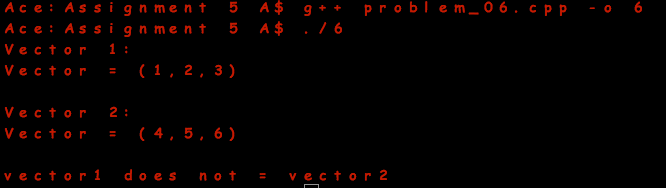 Ace:Assignment 5 A$ g++ problem_06.cpp -o 6
Ace:Assignment 5 A$ ./6
Vector 1:
Vector = (1,2,3)
Vector 2:
Vector = (4,5,6)
vector1 does not = vector2